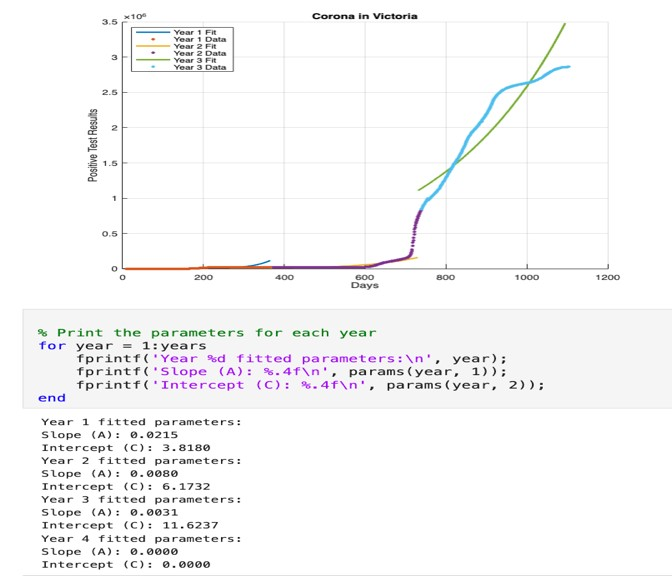 Corona in Victoria
×10⁶
3.5
3
2.5
2
1.5
1
0.5
0
Positive Test Results
Year 1 Fit
Year 1 Data
Year 2 Fit
Year 2 Data
Year 3 Fit
Year 3 Data
0 200 400 600 800 1000 1200
Days
% Print the parameters for each year
for year = 1:years
fprintf('Year %d fitted parameters:\n', year);
fprintf('Slope (A): %.4f\n', params(year, 1));
fprintf('Intercept (C): %.4f\n', params(year, 2));
end
Year 1 fitted parameters:
Slope (A): 0.0215
Intercept (C): 3.8180
Year 2 fitted parameters:
Slope (A): 0.0080
Intercept (C): 6.1732
Year 3 fitted parameters:
Slope (A): 0.0031
Intercept (C): 11.6237
Year 4 fitted parameters:
Slope (A): 0.0000
Intercept (C): 0.0000